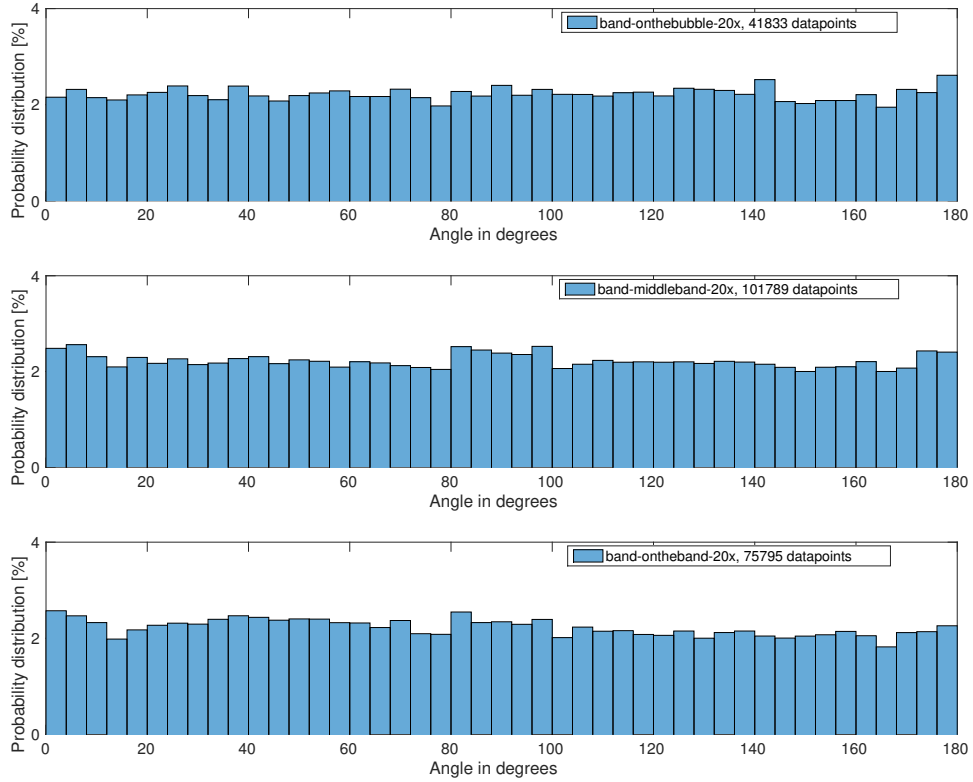 Probability distribution [%]
4
2
0
band-onthebubble-20x, 41833 datapoints
0 20 40 60 80 100 120 140 160 180
Angle in degrees
Probability distribution [%]
4
2
0
band-middleband-20x, 101789 datapoints
0 20 40 60 80 100 120 140 160 180
Angle in degrees
Probability distribution [%]
4
2
0
band-ontheband-20x, 75795 datapoints
0 20 40 60 80 100 120 140 160 180
Angle in degrees